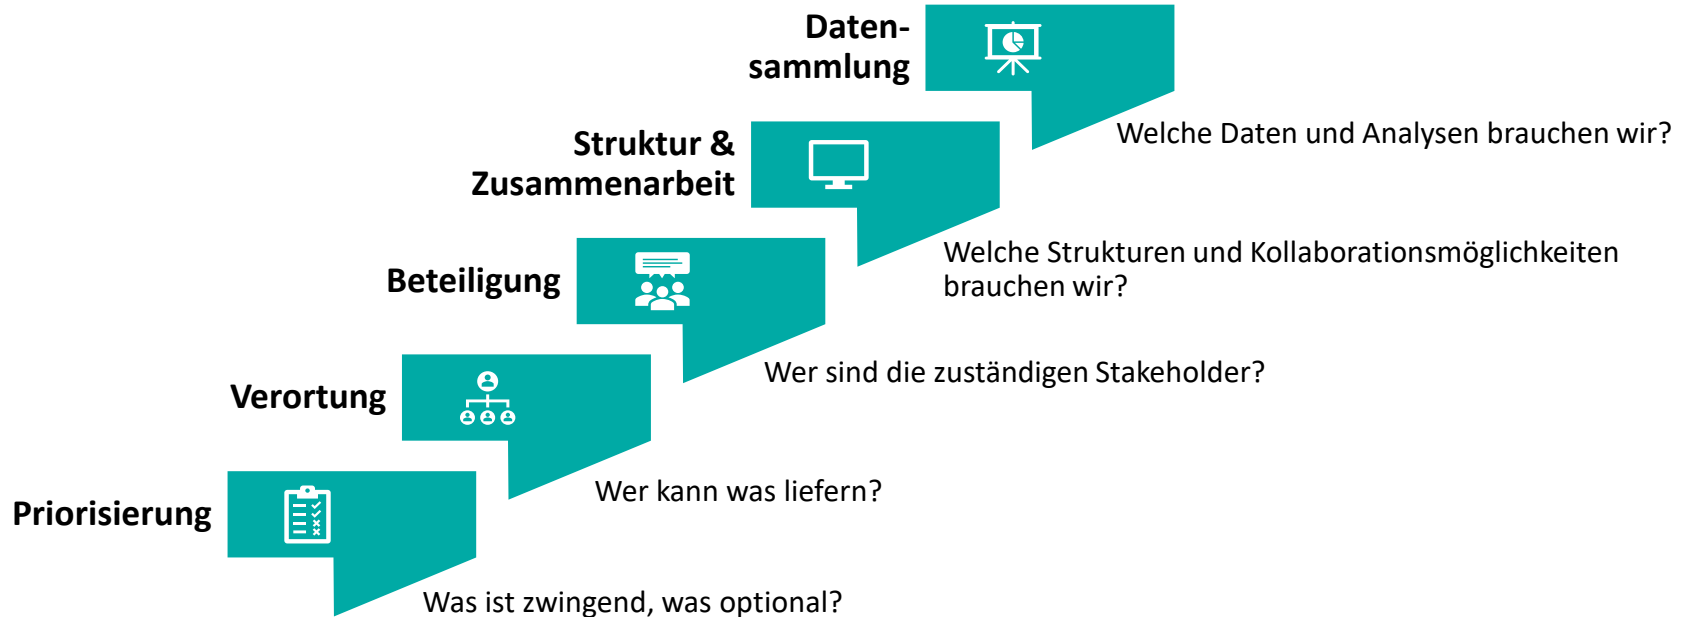 Daten-
sammlung
Welche Daten und Analysen brauchen wir?
Struktur &
Zusammenarbeit
Welche Strukturen und Kollaborationsmöglichkeiten
brauchen wir?
Beteiligung
Wer sind die zuständigen Stakeholder?
Verortung
Wer kann was liefern?
Priorisierung
Was ist zwingend, was optional?